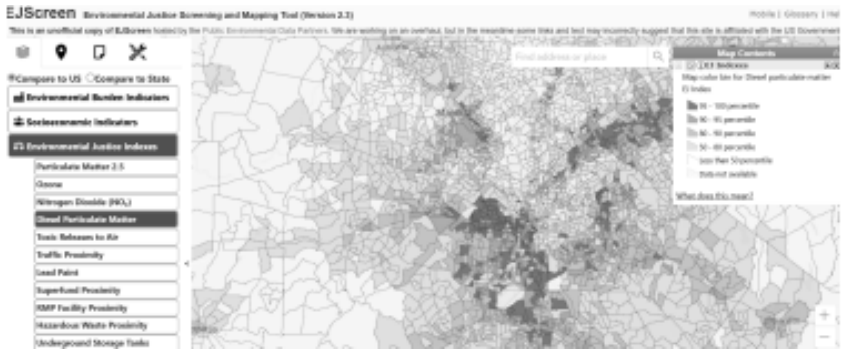 EJScreen Environmental Justice Screening and Mapping Tool (Version 2.3)
Mobile | Glossary |
This is an unofficial copy of EJScreen hosted by the Public Environmental Data Partners. We are working on an overhaul, but in the meantime some links and text may incorrectly suggest that this site is affiliated with the US Government
Find address or place
Compare to US Compare to State
Environmental Burden Indicators
Socioeconomic Indicators
Environmental Justice Indexes
Particulate Matter 2.5
Ozone
Nitrogen Dioxide (NO₂)
Diesel Particulate Matter
Toxic Releases to Air
Traffic Proximity
Lead Paint
Superfund Proximity
RMP Facility Proximity
Hazardous Waste Proximity
Underground Storage Tanks
Map Contents
EJ Indexes
Map color bin for Diesel particulate matter
EJ Index
95 - 100 percentile
90 - 95 percentile
80 - 90 percentile
50 - 80 percentile
Less than 50 percentile
Data not available
What does this mean?